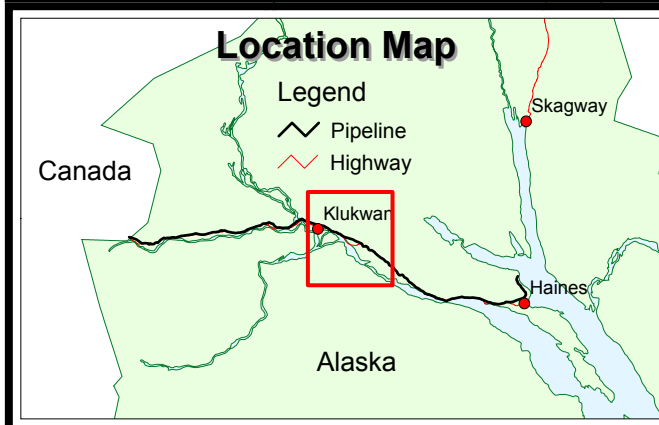 Location Map
Legend
Pipeline
Highway
Skagway
Canada
Klukwan
Haines
Alaska